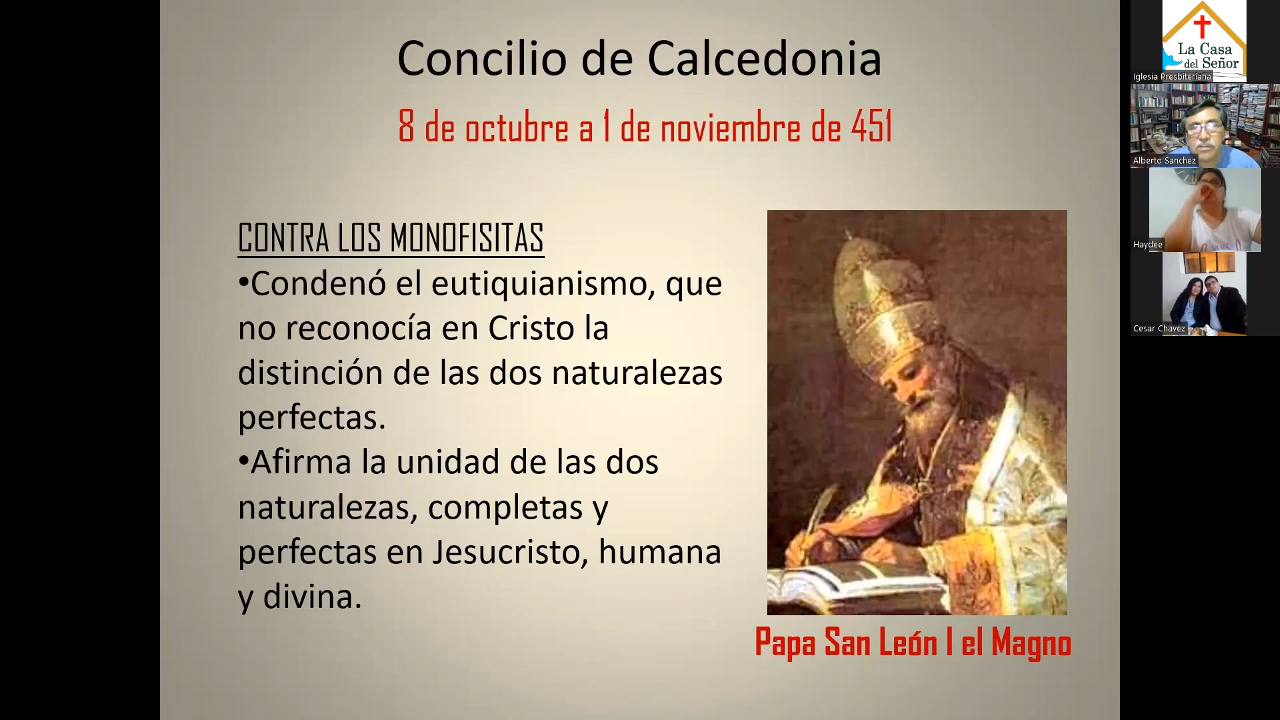 Concilio de Calcedonia
8 de octubre a 1 de noviembre de 451
CONTRA LOS MONOFISITAS
•Condenó el eutiquianismo, que
no reconocía en Cristo la
distinción de las dos naturalezas
perfectas.
•Afirma la unidad de las dos
naturalezas, completas y
perfectas en Jesucristo, humana
y divina.
Papa San León I el Magno
La Casa
del Señor
Iglesia Presbiteriana
Alberto Sanchez
Haydee
Cesar Chavez